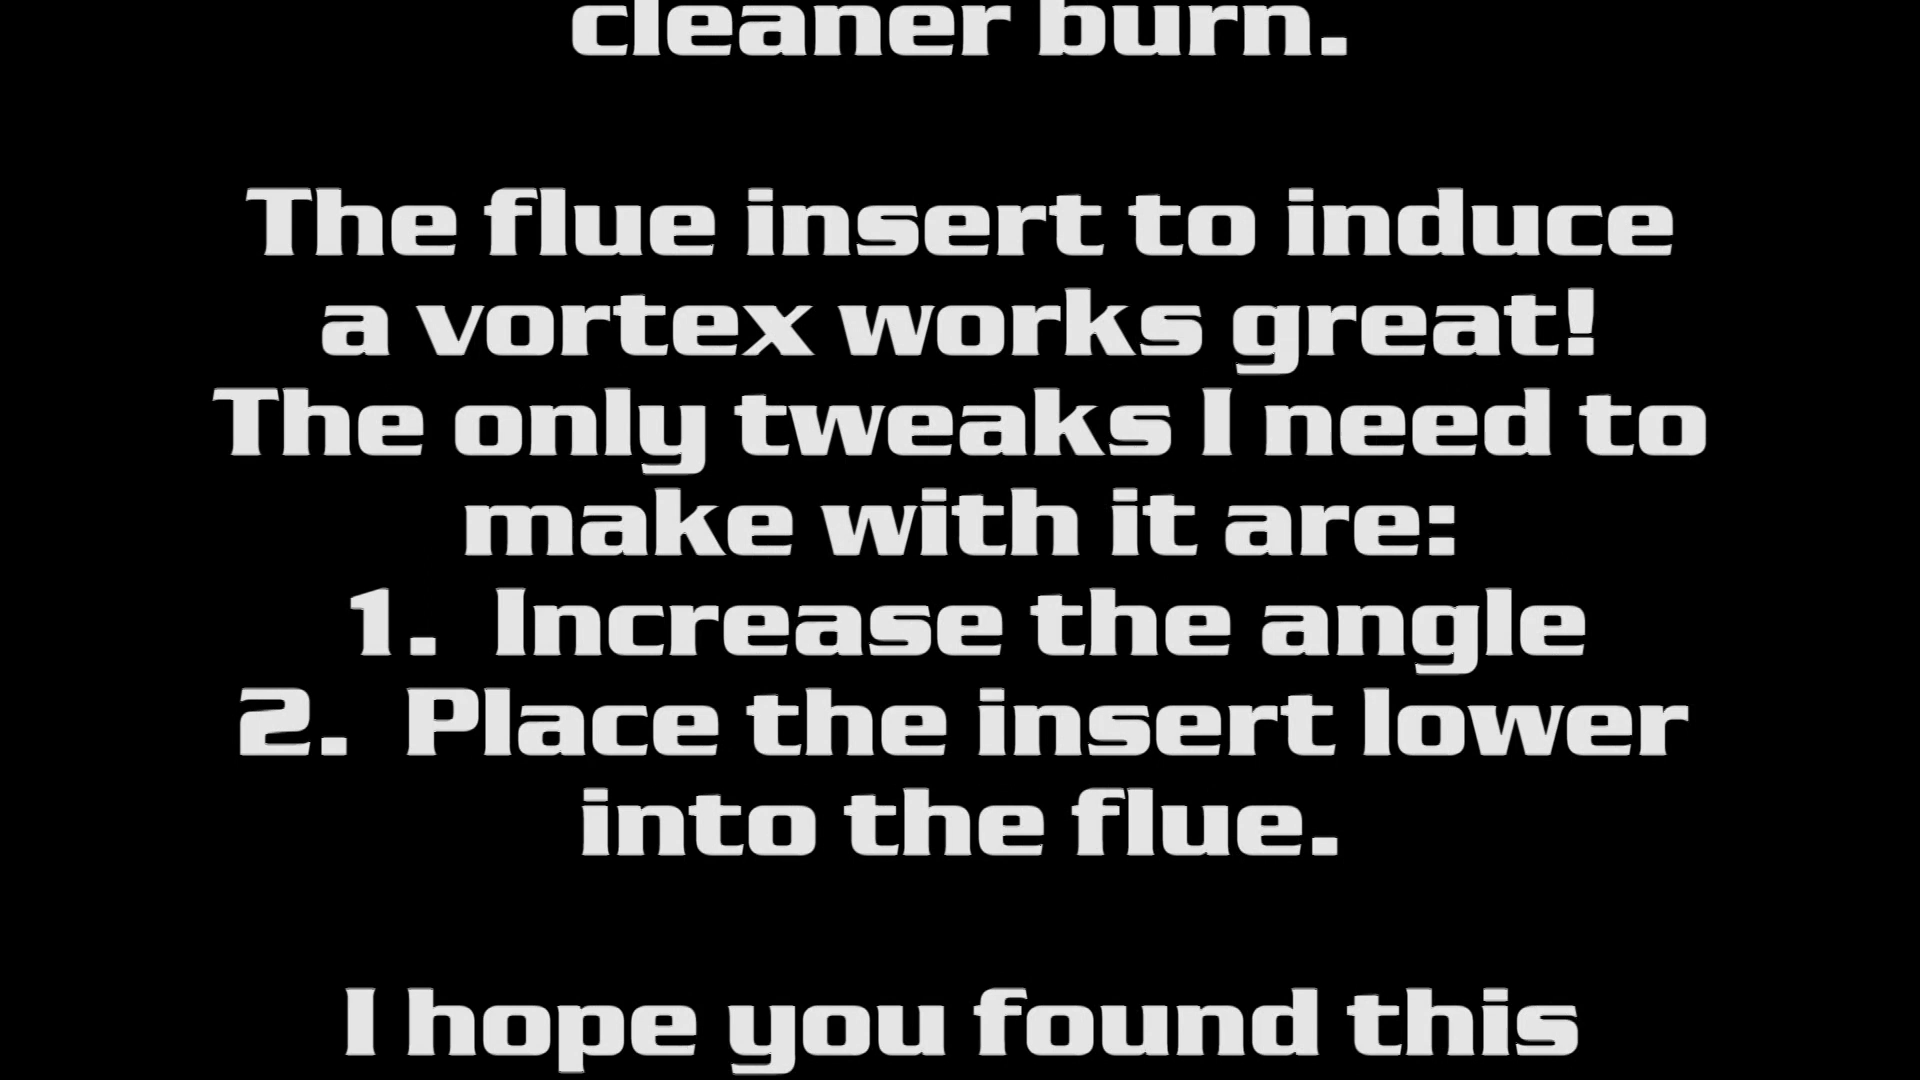 cleaner burn.
The flue insert to induce
a vortex works great!
The only tweaks I need to
make with it are:
1.  Increase the angle
2.  Place the insert lower
into the flue.
I hope you found this